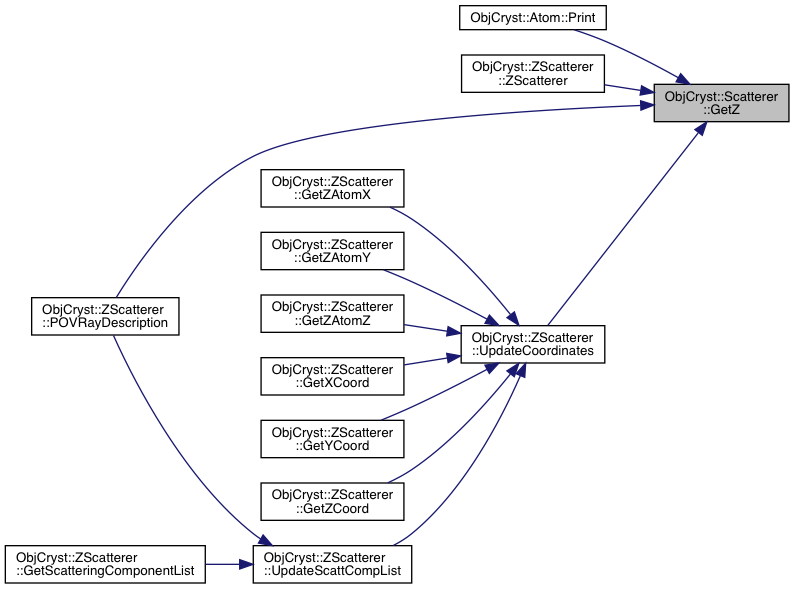 ObjCryst::Atom::Print
ObjCryst::ZScatterer
::ZScatterer
ObjCryst::Scatterer
::GetZ
ObjCryst::ZScatterer
::GetZAtomX
ObjCryst::ZScatterer
::GetZAtomY
ObjCryst::ZScatterer
::GetZAtomZ
ObjCryst::ZScatterer
::POVRayDescription
ObjCryst::ZScatterer
::UpdateCoordinates
ObjCryst::ZScatterer
::GetXCoord
ObjCryst::ZScatterer
::GetYCoord
ObjCryst::ZScatterer
::GetZCoord
ObjCryst::ZScatterer
::GetScatteringComponentList
ObjCryst::ZScatterer
::UpdateScattCompList